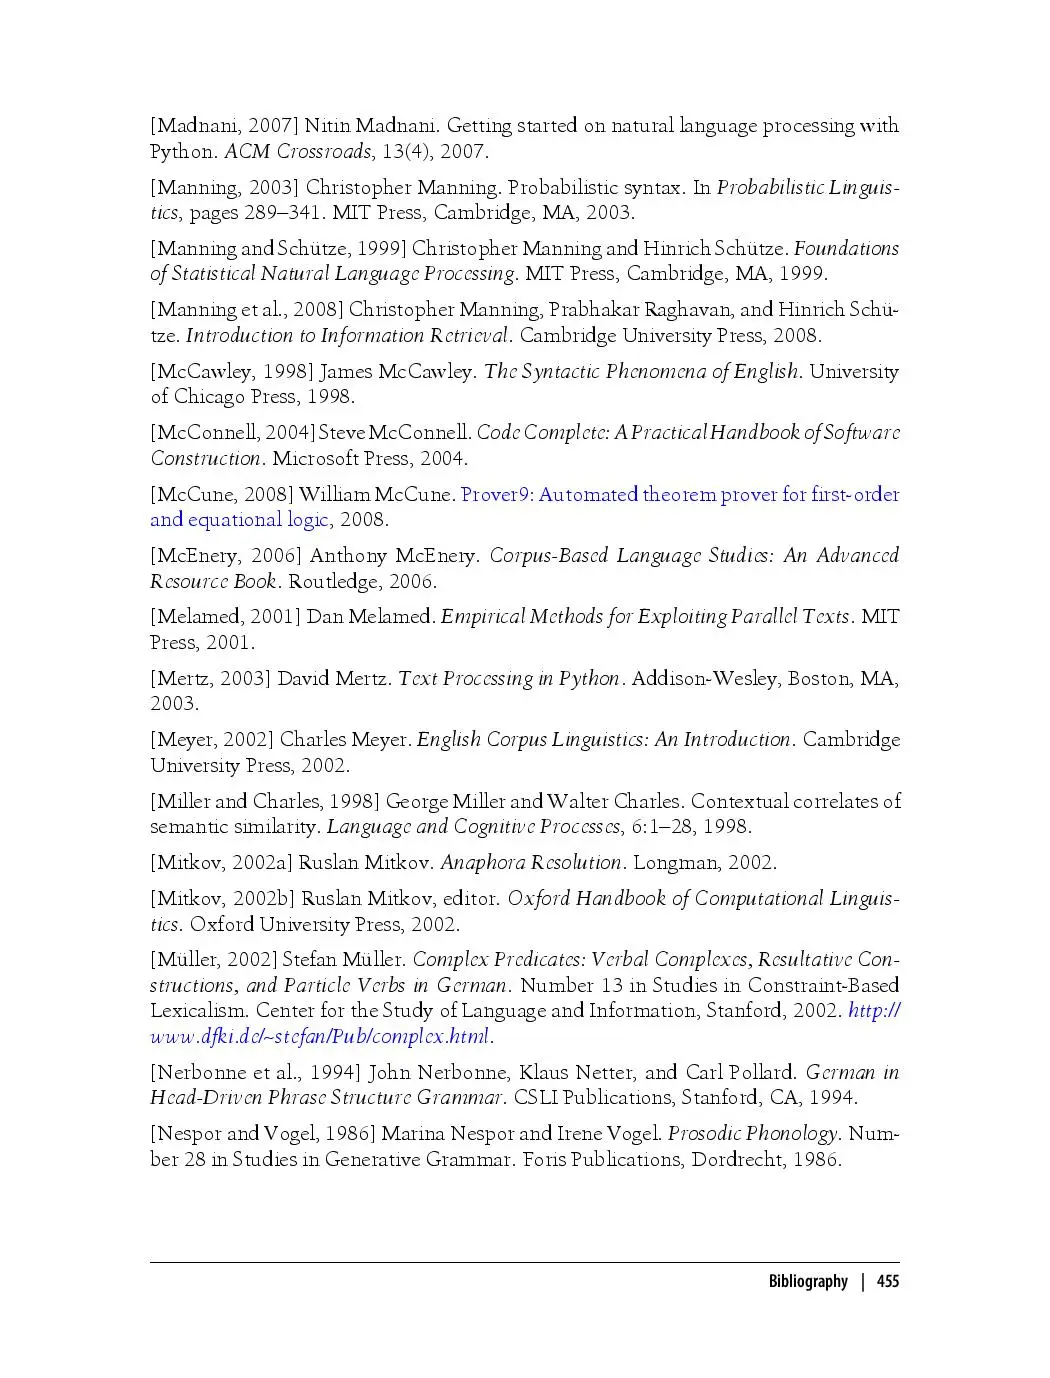 [Madnani, 2007] Nitin Madnani. Getting started on natural language processing with
Python. ACM Crossroads, 13(4), 2007.
[Manning, 2003] Christopher Manning. Probabilistic syntax. In Probabilistic Linguis-
tics, pages 289–341. MIT Press, Cambridge, MA, 2003.
[Manning and Schütze, 1999] Christopher Manning and Hinrich Schütze. Foundations
of Statistical Natural Language Processing. MIT Press, Cambridge, MA, 1999.
[Manning et al., 2008] Christopher Manning, Prabhakar Raghavan, and Hinrich Schü-
tze. Introduction to Information Retrieval. Cambridge University Press, 2008.
[McCawley, 1998] James McCawley. The Syntactic Phenomena of English. University
of Chicago Press, 1998.
[McConnell, 2004] Steve McConnell. Code Complete: A Practical Handbook of Software
Construction. Microsoft Press, 2004.
[McCune, 2008] William McCune. Prover9: Automated theorem prover for first-order
and equational logic, 2008.
[McEnery, 2006] Anthony McEnery. Corpus-Based Language Studies: An Advanced
Resource Book. Routledge, 2006.
[Melamed, 2001] Dan Melamed. Empirical Methods for Exploiting Parallel Texts. MIT
Press, 2001.
[Mertz, 2003] David Mertz. Text Processing in Python. Addison-Wesley, Boston, MA,
2003.
[Meyer, 2002] Charles Meyer. English Corpus Linguistics: An Introduction. Cambridge
University Press, 2002.
[Miller and Charles, 1998] George Miller and Walter Charles. Contextual correlates of
semantic similarity. Language and Cognitive Processes, 6:1–28, 1998.
[Mitkov, 2002a] Ruslan Mitkov. Anaphora Resolution. Longman, 2002.
[Mitkov, 2002b] Ruslan Mitkov, editor. Oxford Handbook of Computational Linguis-
tics. Oxford University Press, 2002.
[Müller, 2002] Stefan Müller. Complex Predicates: Verbal Complexes, Resultative Con-
structions, and Particle Verbs in German. Number 13 in Studies in Constraint-Based
Lexicalism. Center for the Study of Language and Information, Stanford, 2002. http://
www.dfki.de/~stefan/Pub/complex.html.
[Nerbonne et al., 1994] John Nerbonne, Klaus Netter, and Carl Pollard. German in
Head-Driven Phrase Structure Grammar. CSLI Publications, Stanford, CA, 1994.
[Nespor and Vogel, 1986] Marina Nespor and Irene Vogel. Prosodic Phonology. Num-
ber 28 in Studies in Generative Grammar. Foris Publications, Dordrecht, 1986.
Bibliography | 455